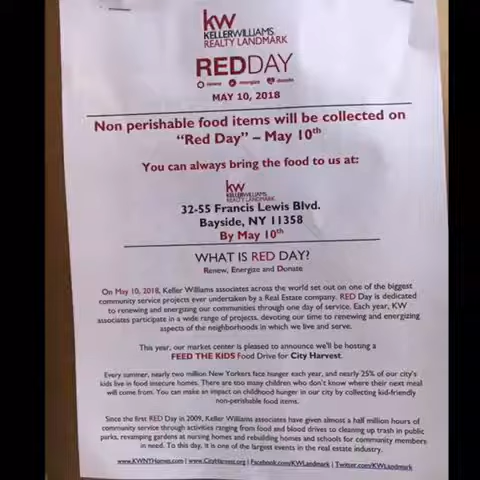 kw
KELLERWILLIAMS
REALTY LANDMARK
REDDAY
renew energize donate
MAY 10, 2018
Non perishable food items will be collected on
“Red Day” – May 10th
You can always bring the food to us at:
kw
KELLERWILLIAMS
REALTY LANDMARK
32-55 Francis Lewis Blvd.
Bayside, NY 11358
By May 10th
WHAT IS RED DAY?
Renew, Energize and Donate
On May 10, 2018, Keller Williams associates across the world set out on one of the biggest
community service projects ever undertaken by a Real Estate company. RED Day is dedicated
to renewing and energizing our communities through one day of service. Each year, KW
associates participate in a wide range of projects, devoting our time to renewing and energizing
aspects of the neighborhoods in which we live and serve.
This year, our market center is pleased to announce we'll be hosting a
FEED THE KIDS Food Drive for City Harvest.
Every summer, nearly two million New Yorkers face hunger each year, and nearly 25% of our city's
kids live in food insecure homes. There are too many children who don't know where their next meal
will come from. You can make an impact on childhood hunger in our city by collecting kid-friendly
non-perishable food items.
Since the first RED Day in 2009, Keller Williams associates have given almost a half million hours of
community service through activities ranging from food and blood drives to cleaning up trash in public
parks, revamping gardens at nursing homes and rebuilding homes and schools for community members
in need. To this day, it is one of the largest events in the real estate industry.
www.KWNYHomes.com | www.CityHarvest.org | Facebook.com/KWLandmark | Twitter.com/KWLandmark